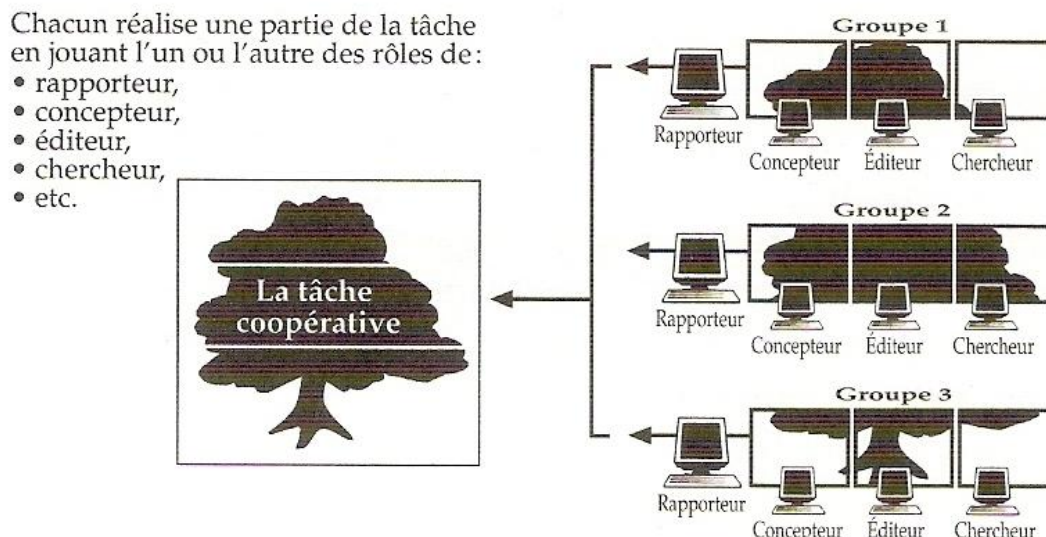 Chacun réalise une partie de la tâche
en jouant l'un ou l'autre des rôles de :
• rapporteur,
• concepteur,
• éditeur,
• chercheur,
• etc.
La tâche
coopérative
Groupe 1
Rapporteur
Concepteur Éditeur Chercheur
Groupe 2
Rapporteur
Concepteur Éditeur Chercheur
Groupe 3
Rapporteur
Concepteur Éditeur Chercheur